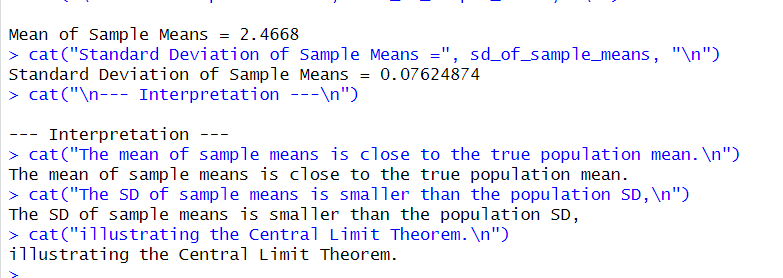 Mean of Sample Means = 2.4668
> cat("Standard Deviation of Sample Means =", sd_of_sample_means, "\n")
Standard Deviation of Sample Means = 0.07624874
> cat("\n--- Interpretation ---\n")
--- Interpretation ---
> cat("The mean of sample means is close to the true population mean.\n")
The mean of sample means is close to the true population mean.
> cat("The SD of sample means is smaller than the population SD,\n")
The SD of sample means is smaller than the population SD,
> cat("illustrating the Central Limit Theorem.\n")
illustrating the Central Limit Theorem.
>